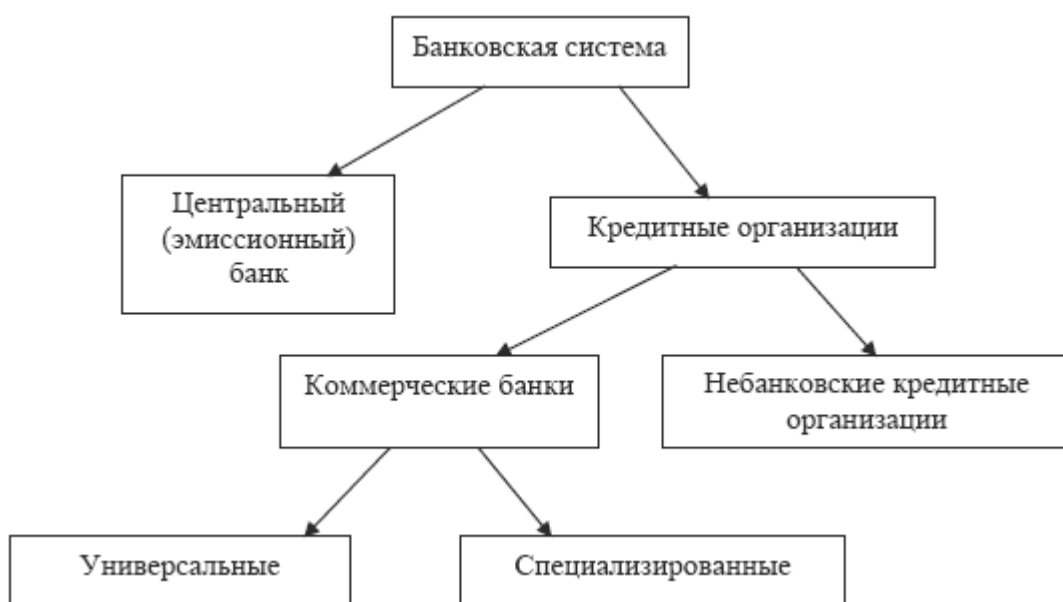 Банковская система
Центральный
(эмиссионный)
банк
Кредитные организации
Коммерческие банки
Небанковские кредитные
организации
Универсальные
Специализированные